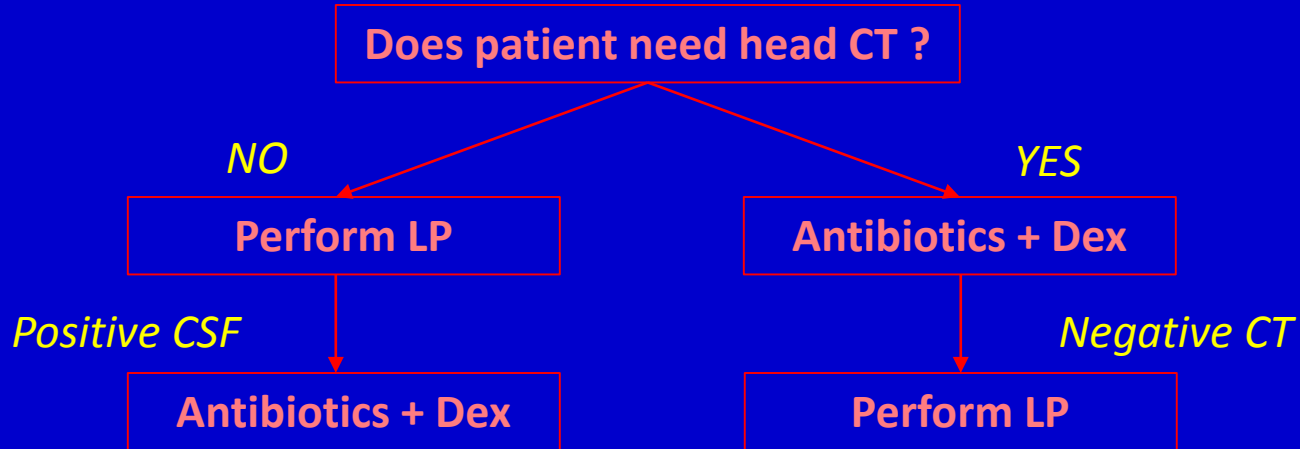 Does patient need head CT ?
NO
YES
Perform LP
Antibiotics + Dex
Positive CSF
Negative CT
Antibiotics + Dex
Perform LP